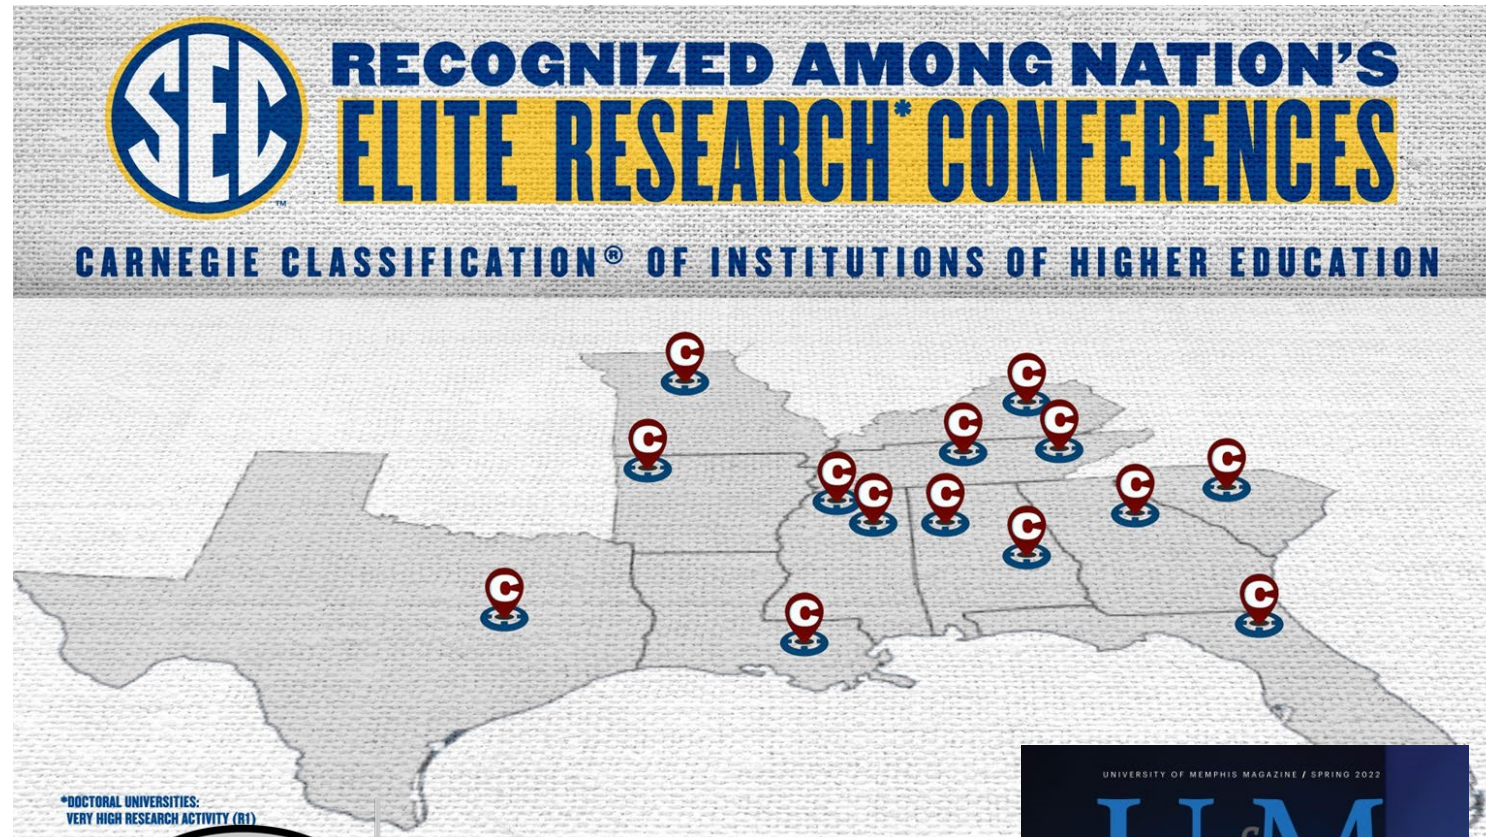 SEC
™
RECOGNIZED AMONG NATION'S
ELITE RESEARCH* CONFERENCES
CARNEGIE CLASSIFICATION® OF INSTITUTIONS OF HIGHER EDUCATION
C
C
C
C
C
C
C
C
C
C
C
C
C
C
*DOCTORAL UNIVERSITIES:
VERY HIGH RESEARCH ACTIVITY (R1)
UNIVERSITY OF MEMPHIS MAGAZINE / SPRING 2022